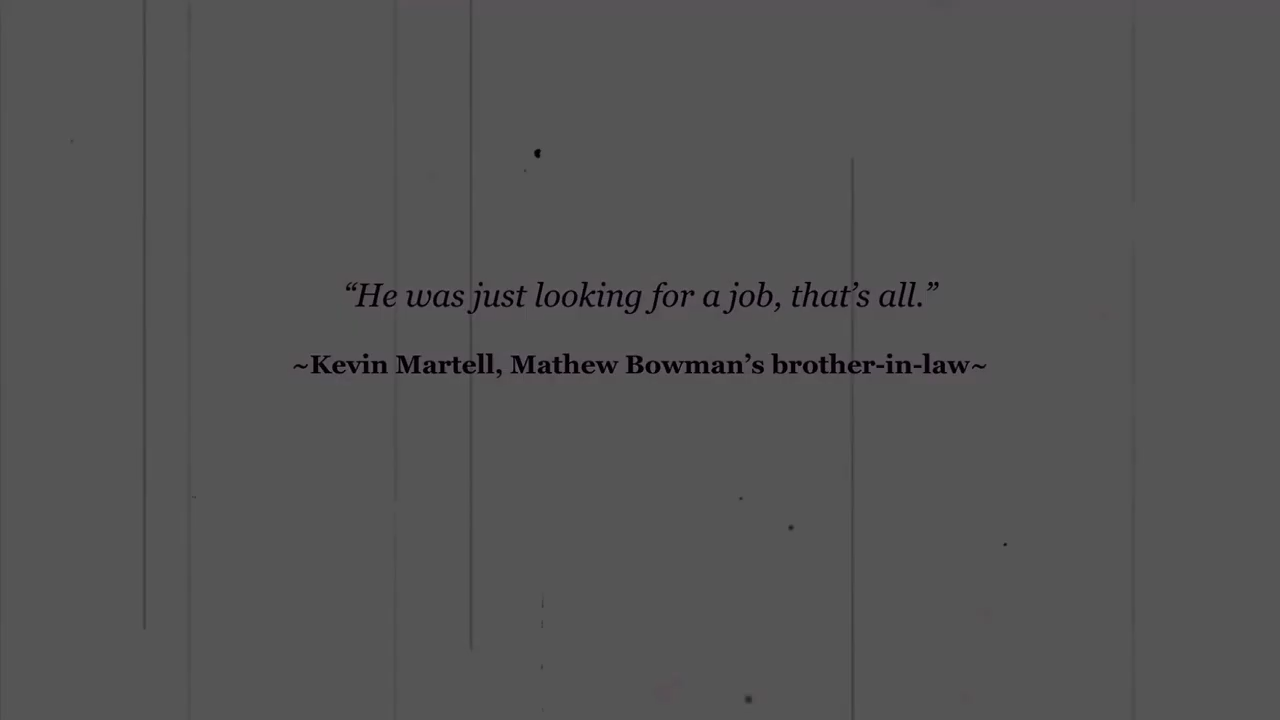 “He was just looking for a job, that’s all.”
~Kevin Martell, Mathew Bowman’s brother-in-law~